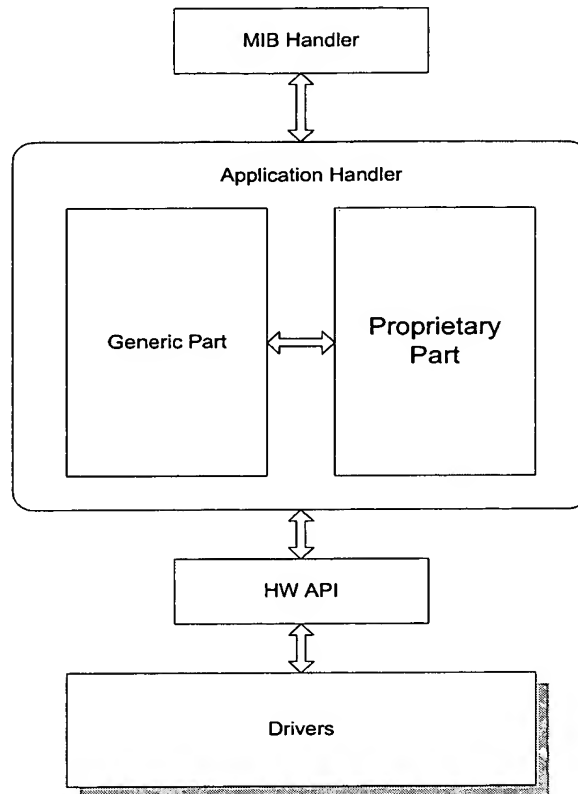 MIB Handler
Application Handler
Generic Part
Proprietary
Part
HW API
Drivers